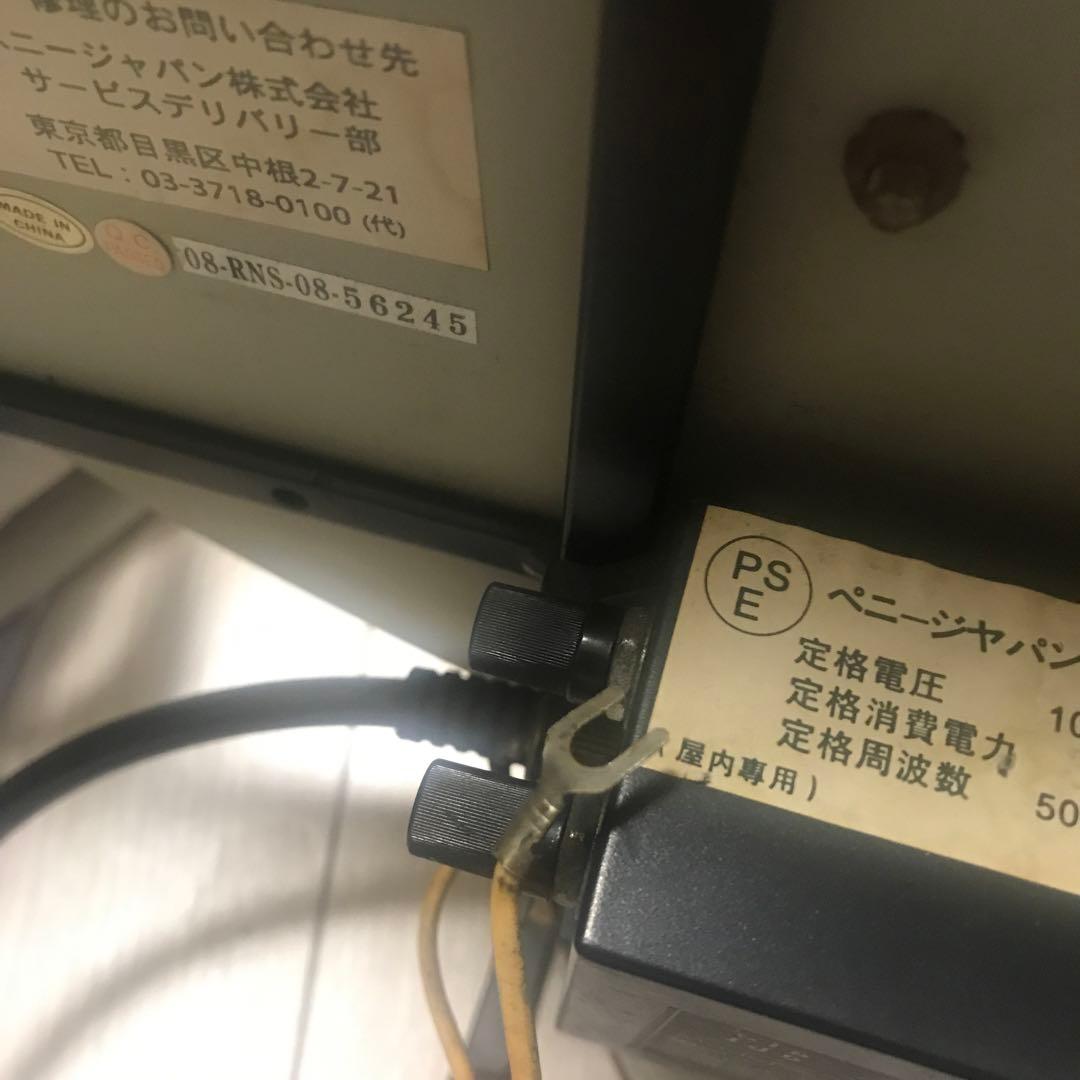 修理のお問い合わせ先
ペニージャパン株式会社
サービスデリバリー部
東京都目黒区中根2-7-21
TEL : 03-3718-0100 (代)
MADE IN
CHINA
Q.C
08-RNS-08-56245
PS
E
ペニージャパン
定格電圧 10
定格消費電力
定格周波数 50
屋内専用)